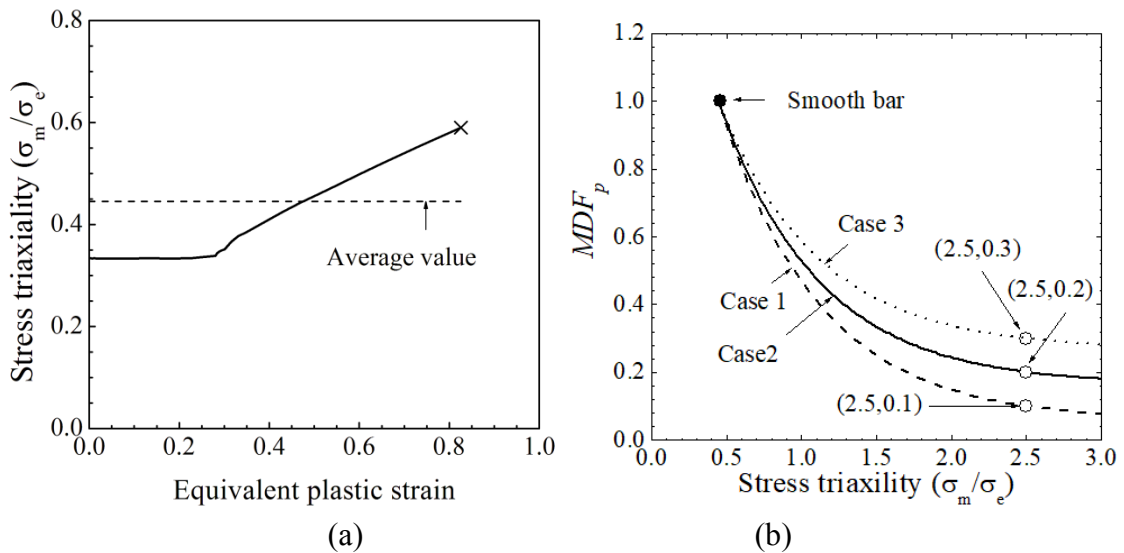 0.8
0.6
0.4
0.2
0.0
0.0 0.2 0.4 0.6 0.8 1.0
Stress triaxiality (σm/σe)
Average value
Equivalent plastic strain
(a)
1.2
1.0
0.8
0.6
0.4
0.2
0.0
0.0 0.5 1.0 1.5 2.0 2.5 3.0
MDFp
Smooth bar
Case 3
(2.5,0.3)
(2.5,0.2)
Case 1
Case2
(2.5,0.1)
Stress triaxility (σm/σe)
(b)